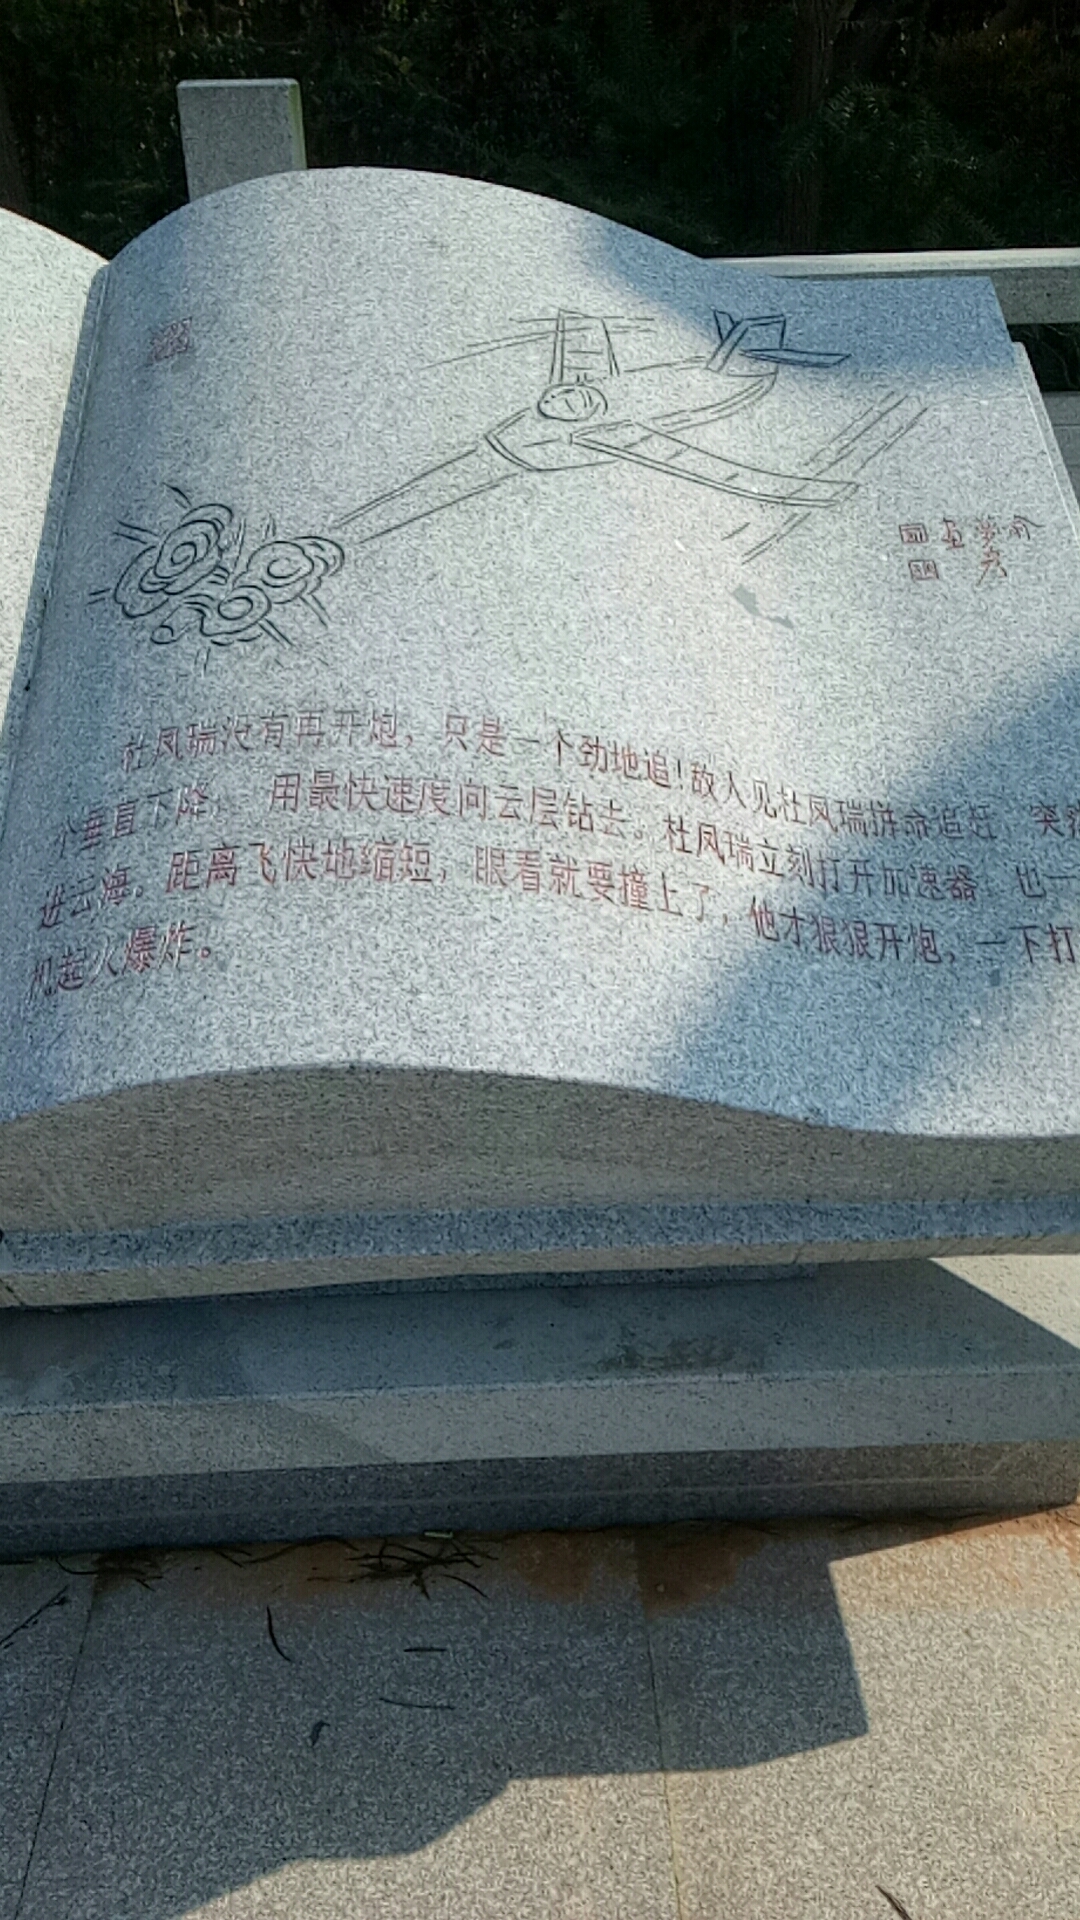 杜凤瑞没有再开炮，只是一个劲地追！敌人见杜凤瑞拼命追赶，突
个垂直下降，用最快速度向云层钻去。杜凤瑞立刻打开加速器，也一
进云海。距离飞快地缩短，眼看就要撞上了，他才狠狠开炮，一下打
机起火爆炸。